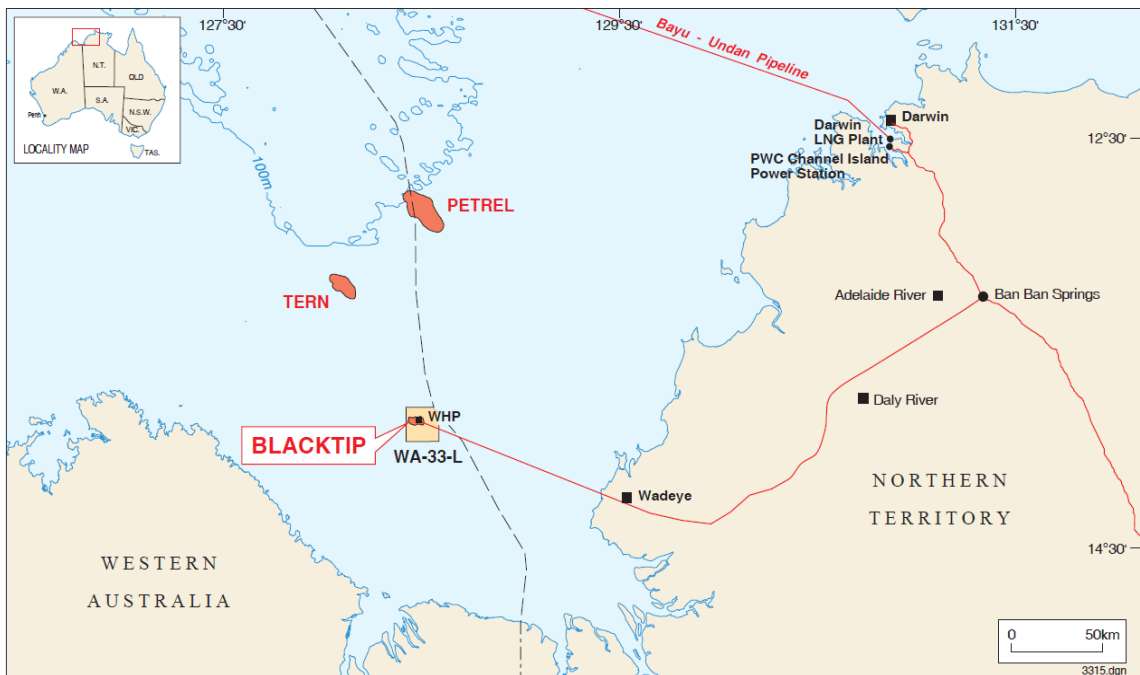 127°30'
129°30'
131°30'
N.T.
W.A.
QLD
S.A.
N.S.W.
Perth
VIC.
TAS.
LOCALITY MAP
100m
Bayu - Undan Pipeline
Darwin
Darwin
LNG Plant
PWC Channel Island
Power Station
12°30'
PETREL
TERN
Adelaide River
Ban Ban Springs
Daly River
WHP
BLACKTIP
WA-33-L
Wadeye
NORTHERN
TERRITORY
14°30'
WESTERN
AUSTRALIA
0 50km
3315.dgn